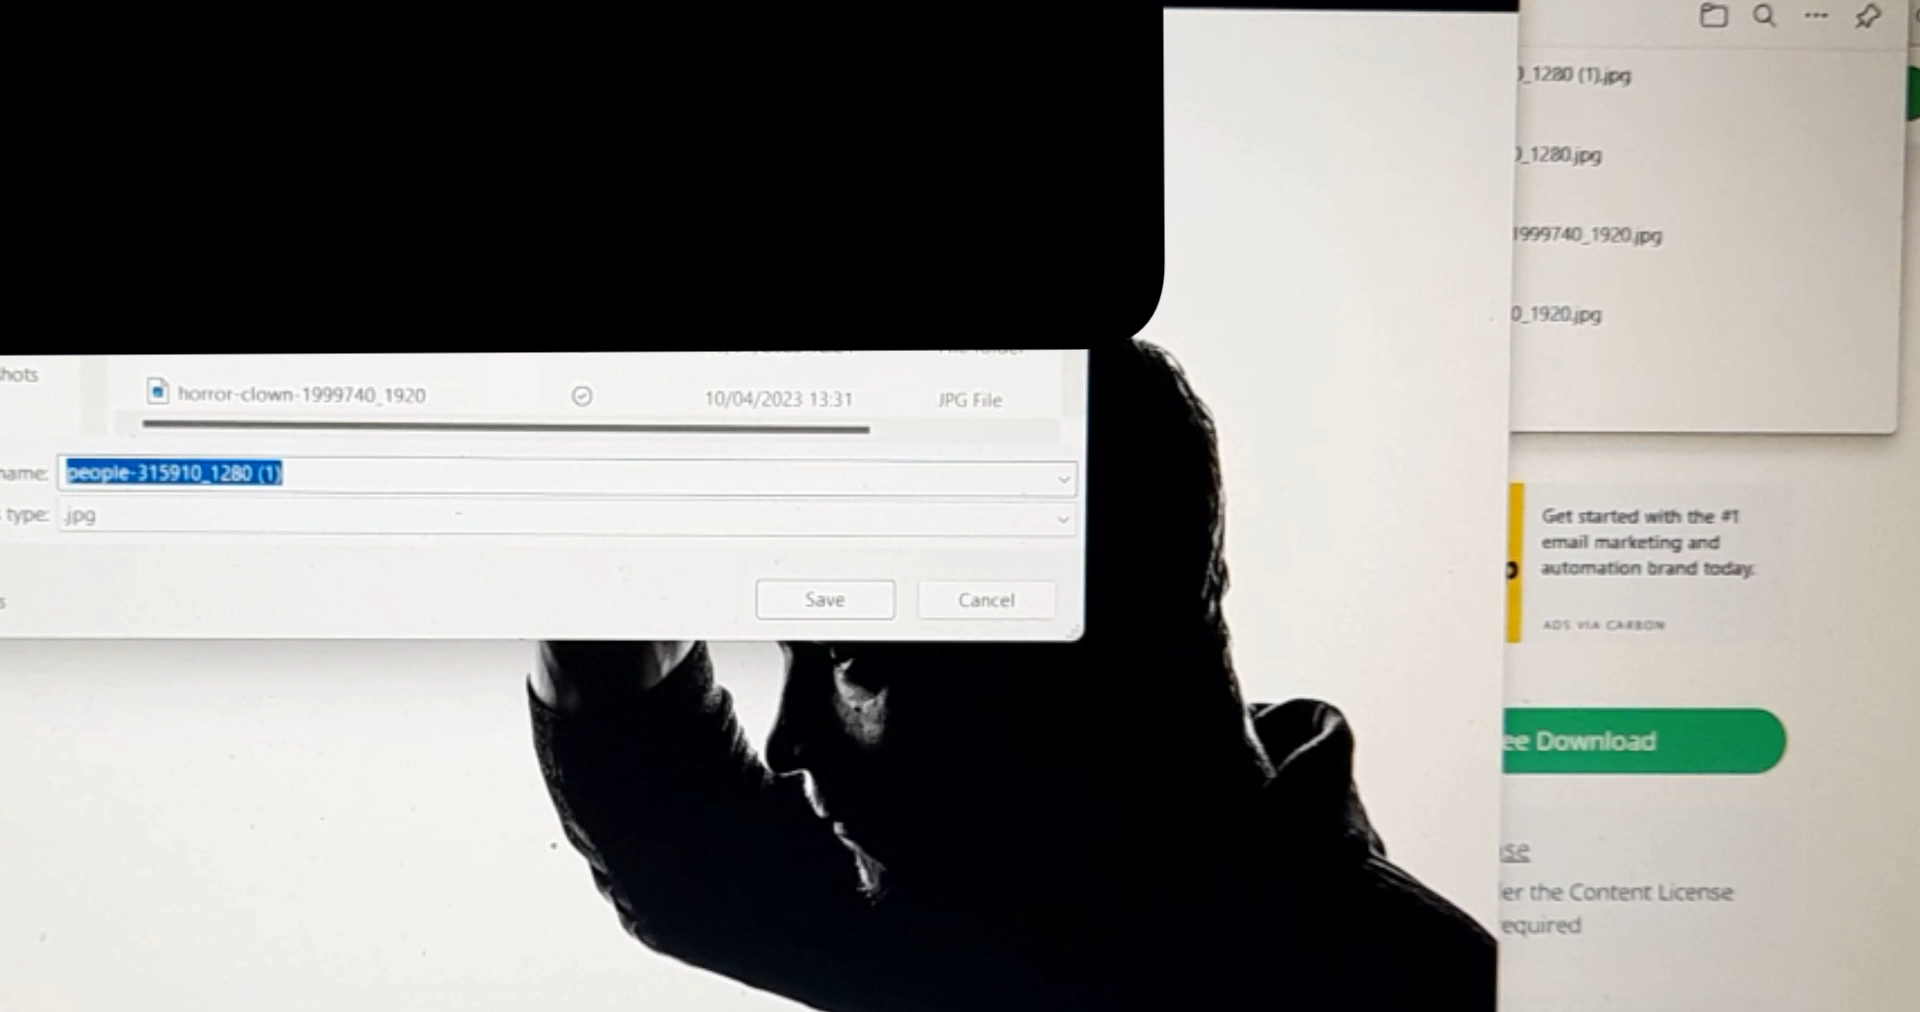 _1280 (1).jpg
_1280.jpg
1999740_1920.jpg
0_1920.jpg
hots
horror-clown-1999740_1920
10/04/2023 13:31
JPG File
name:
people-315910_1280 (1)
type:
.jpg
Save
Cancel
s
Get started with the #1
email marketing and
automation brand today.
ADS VIA CARBON
ee Download
se
er the Content License
equired